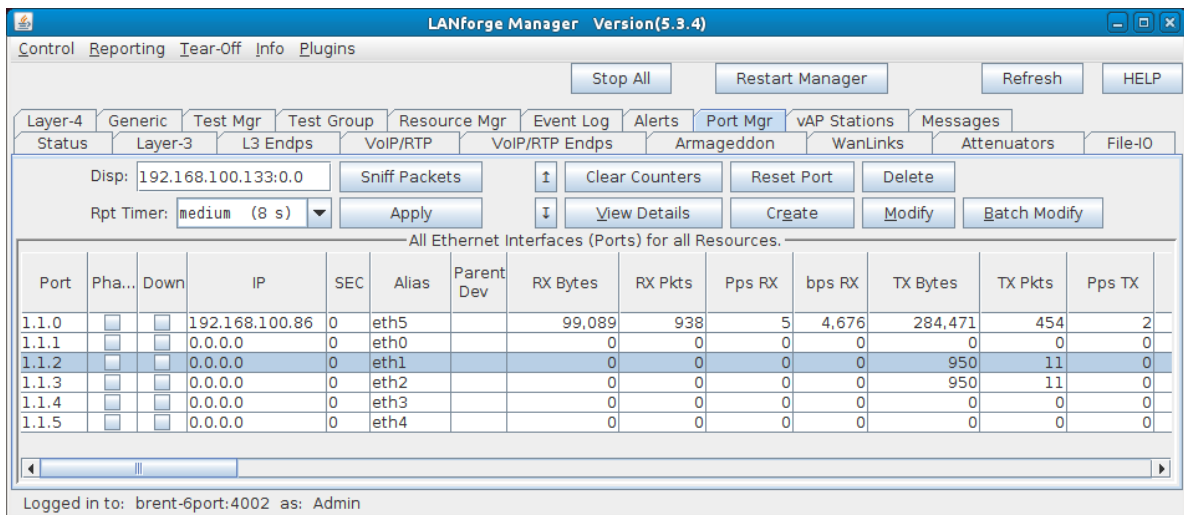 LANforge Manager Version(5.3.4)
Control Reporting Tear-Off Info Plugins
Stop All Restart Manager Refresh HELP
Layer-4 Generic Test Mgr Test Group Resource Mgr Event Log Alerts Port Mgr vAP Stations Messages
Status Layer-3 L3 Endps VoIP/RTP VoIP/RTP Endps Armageddon WanLinks Attenuators File-IO
Disp: 192.168.100.133:0.0 Sniff Packets ↥ Clear Counters Reset Port Delete
Rpt Timer: medium (8 s) Apply ↧ View Details Create Modify Batch Modify
All Ethernet Interfaces (Ports) for all Resources.
Port Pha... Down IP SEC Alias Parent Dev RX Bytes RX Pkts Pps RX bps RX TX Bytes TX Pkts Pps TX
1.1.0 192.168.100.86 0 eth5 99,089 938 5 4,676 284,471 454 2
1.1.1 0.0.0.0 0 eth0 0 0 0 0 0 0 0
1.1.2 0.0.0.0 0 eth1 0 0 0 0 950 11 0
1.1.3 0.0.0.0 0 eth2 0 0 0 0 950 11 0
1.1.4 0.0.0.0 0 eth3 0 0 0 0 0 0 0
1.1.5 0.0.0.0 0 eth4 0 0 0 0 0 0 0
Logged in to: brent-6port:4002 as: Admin